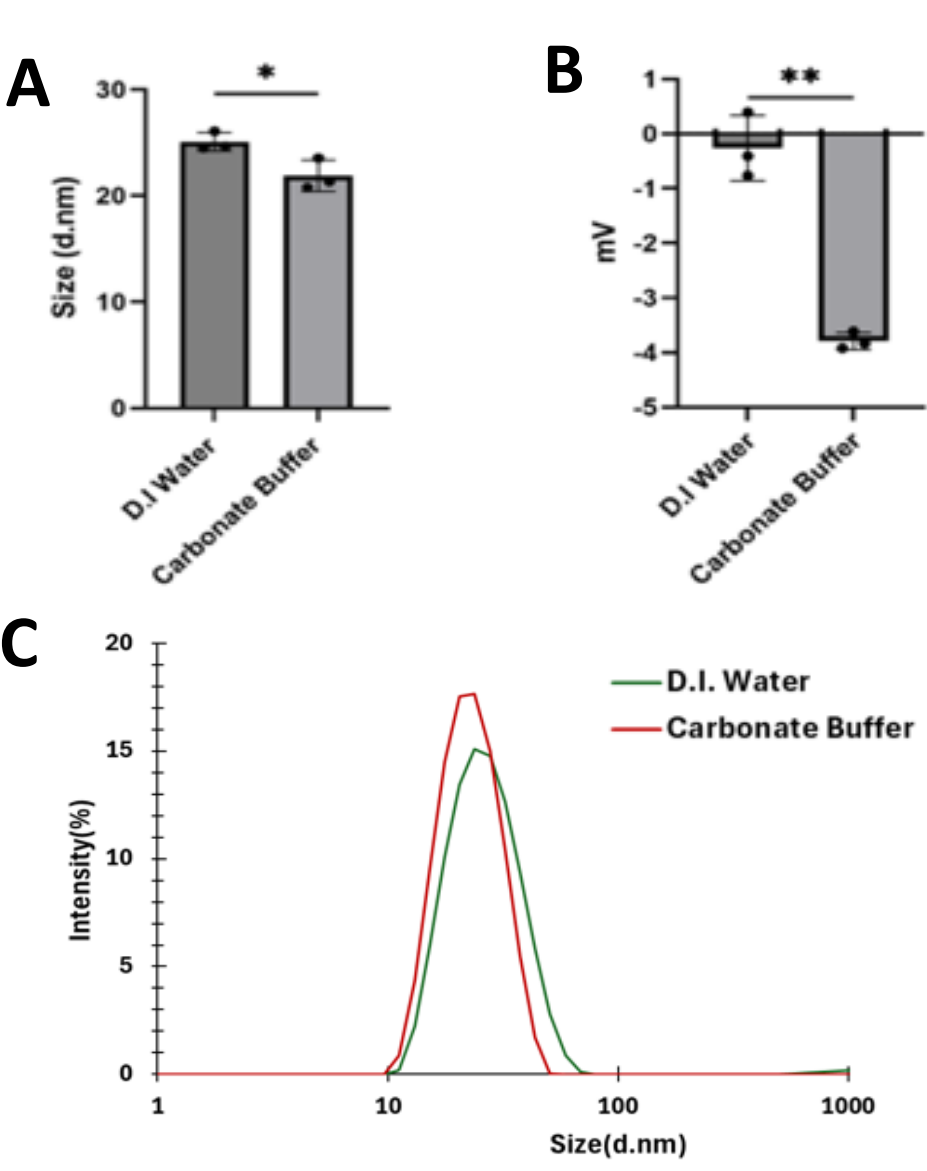 A
*
30
20
10
0
Size (d.nm)
D.I Water
Carbonate Buffer
B
**
1
0
-1
-2
-3
-4
-5
mV
D.I Water
Carbonate Buffer
C
20
15
10
5
0
Intensity(%)
D.I. Water
Carbonate Buffer
1
10
100
1000
Size(d.nm)